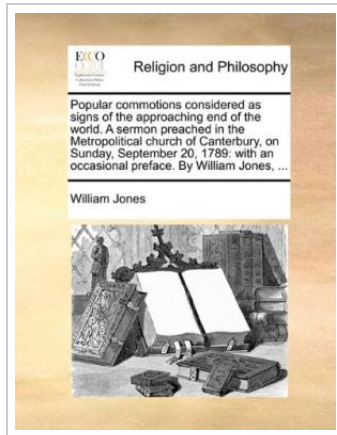 ECCO
Religion and Philosophy
Popular commotions considered as
signs of the approaching end of the
world. A sermon preached in the
Metropolitical church of Canterbury, on
Sunday, September 20, 1789: with an
occasional preface. By William Jones, ...
William Jones